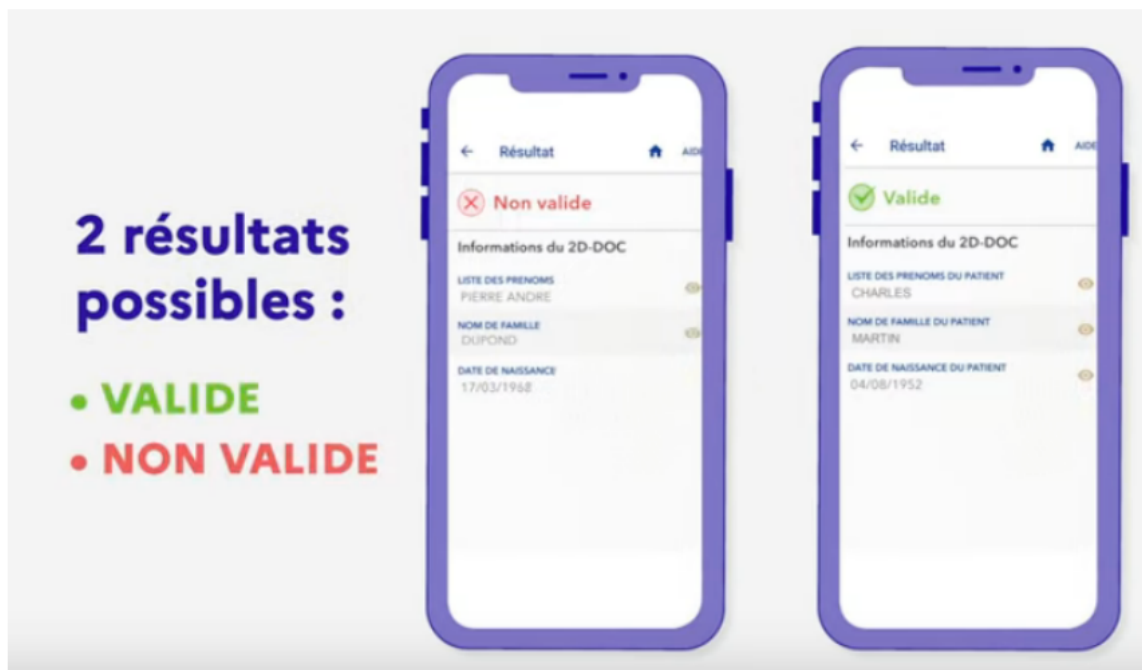 2 résultats
possibles :
• VALIDE
• NON VALIDE
Résultat
AIDE
Non valide
Informations du 2D-DOC
LISTE DES PRENOMS
PIERRE ANDRE
NOM DE FAMILLE
DUPOND
DATE DE NAISSANCE
17/03/1968
Résultat
AIDE
Valide
Informations du 2D-DOC
LISTE DES PRENOMS DU PATIENT
CHARLES
NOM DE FAMILLE DU PATIENT
MARTIN
DATE DE NAISSANCE DU PATIENT
04/08/1952